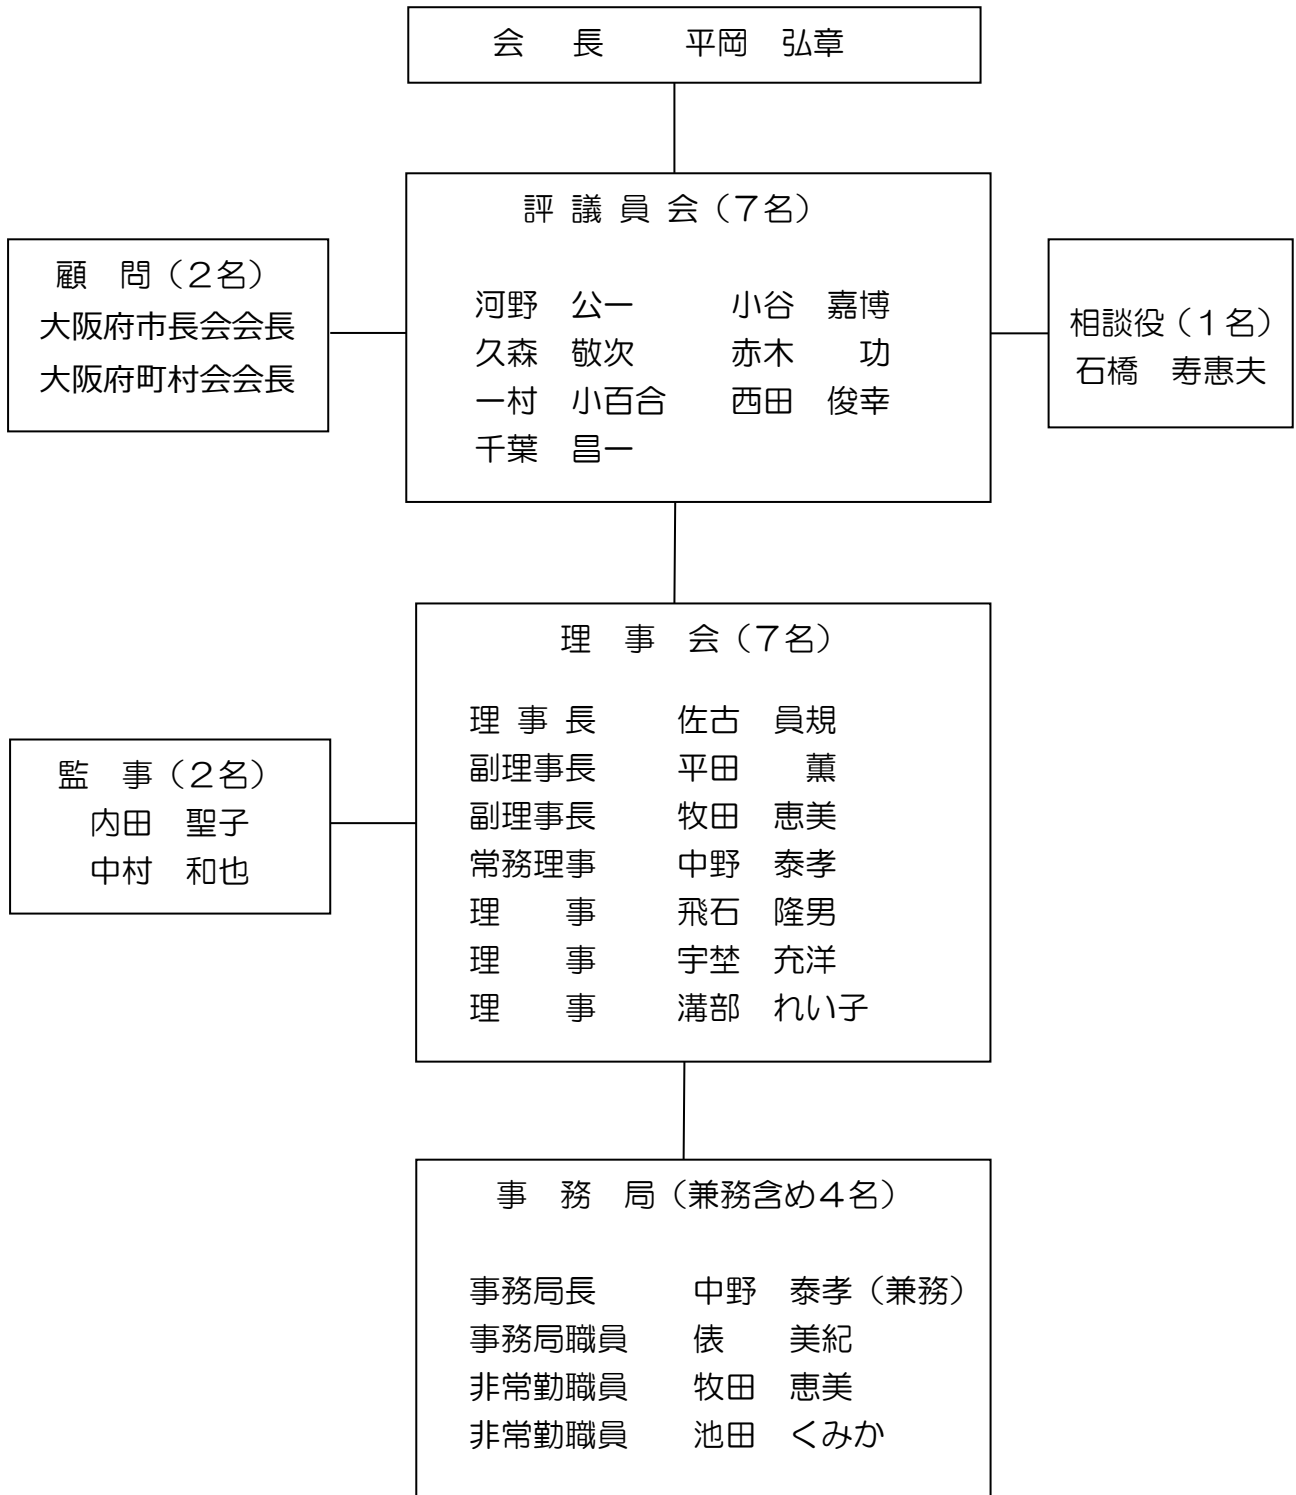 会　長　　平岡　弘章
評 議 員 会（７名）
顧　問（２名）
大阪府市長会会長
大阪府町村会会長
河野　公一　　　小谷　嘉博
久森　敬次　　　赤木　　功
一村　小百合　　西田　俊幸
千葉　昌一
相談役（１名）
石橋　寿惠夫
理　事　会（７名）
理 事 長　　佐古　員規
副理事長　　平田　　薫
副理事長　　牧田　恵美
常務理事　　中野　泰孝
理　　事　　飛石　隆男
理　　事　　宇埜　充洋
理　　事　　溝部　れい子
監　事（２名）
内田　聖子
中村　和也
事　務　局（兼務含め４名）
事務局長　　中野　泰孝（兼務）
事務局職員　　俵　　美紀
非常勤職員　　牧田　恵美
非常勤職員　　池田　くみか